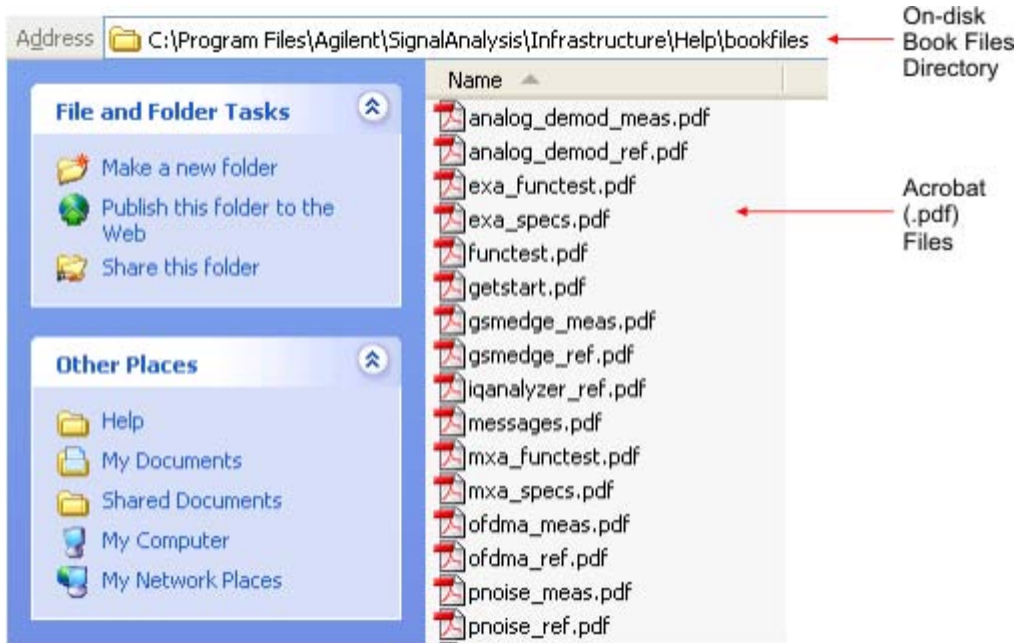 Address C:\Program Files\Agilent\SignalAnalysis\Infrastructure\Help\bookfiles
On-disk
Book Files
Directory
File and Folder Tasks
Make a new folder
Publish this folder to the
Web
Share this folder
Other Places
Help
My Documents
Shared Documents
My Computer
My Network Places
Name
analog_demod_meas.pdf
analog_demod_ref.pdf
exa_functest.pdf
exa_specs.pdf
functest.pdf
getstart.pdf
gsmedge_meas.pdf
gsmedge_ref.pdf
iqanalyzer_ref.pdf
messages.pdf
mxa_functest.pdf
mxa_specs.pdf
ofdma_meas.pdf
ofdma_ref.pdf
pnoise_meas.pdf
pnoise_ref.pdf
Acrobat
(.pdf)
Files